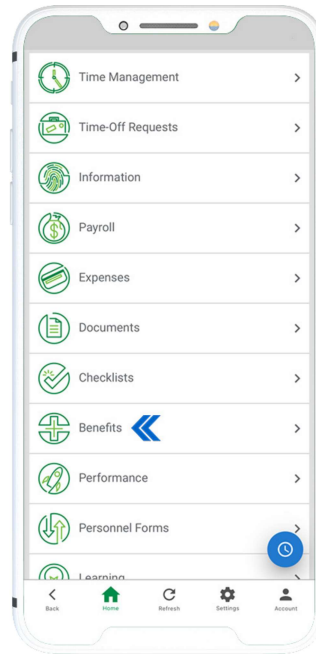 Time Management
Time-Off Requests
Information
Payroll
Expenses
Documents
Checklists
Benefits
Performance
Personnel Forms
Learning
Back
Home
Refresh
Settings
Account